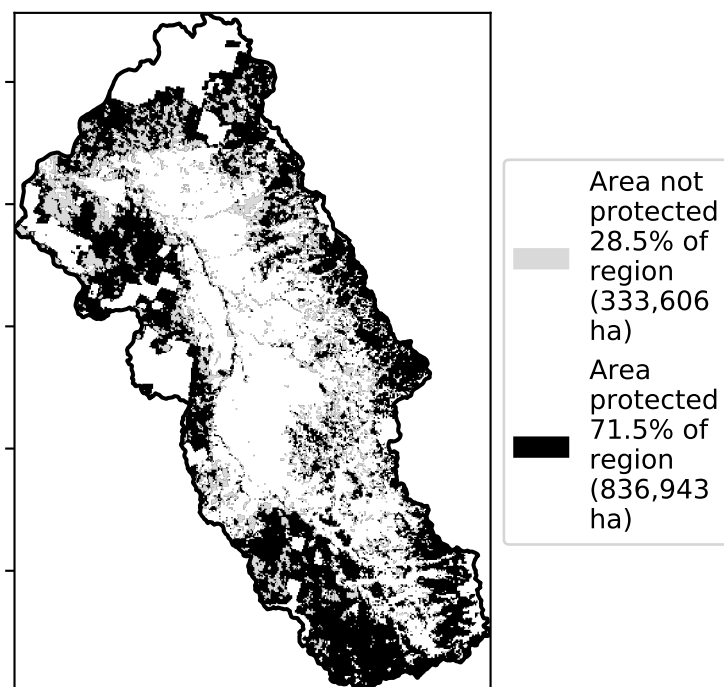 Area not
protected
28.5% of
region
(333,606
ha)
Area
protected
71.5% of
region
(836,943
ha)